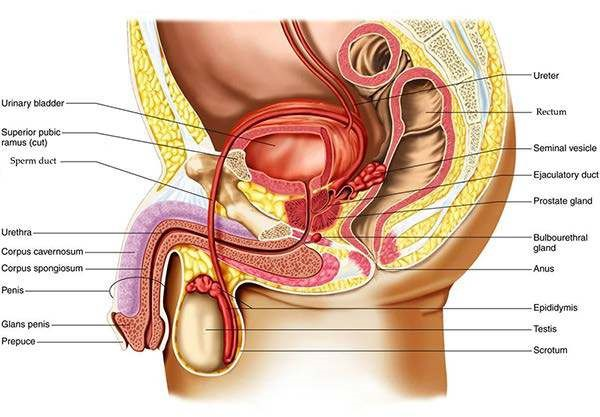 Urinary bladder
Superior pubic
ramus (cut)
Sperm duct
Urethra
Corpus cavernosum
Corpus spongiosum
Penis
Glans penis
Prepuce
Ureter
Rectum
Seminal vesicle
Ejaculatory duct
Prostate gland
Bulbourethral
gland
Anus
Epididymis
Testis
Scrotum